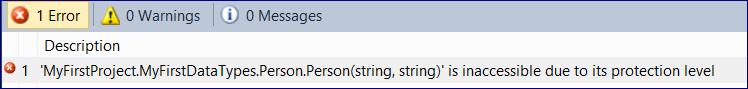 1 Error 0 Warnings 0 Messages
Description
1 'MyFirstProject.MyFirstDataTypes.Person.Person(string, string)' is inaccessible due to its protection level